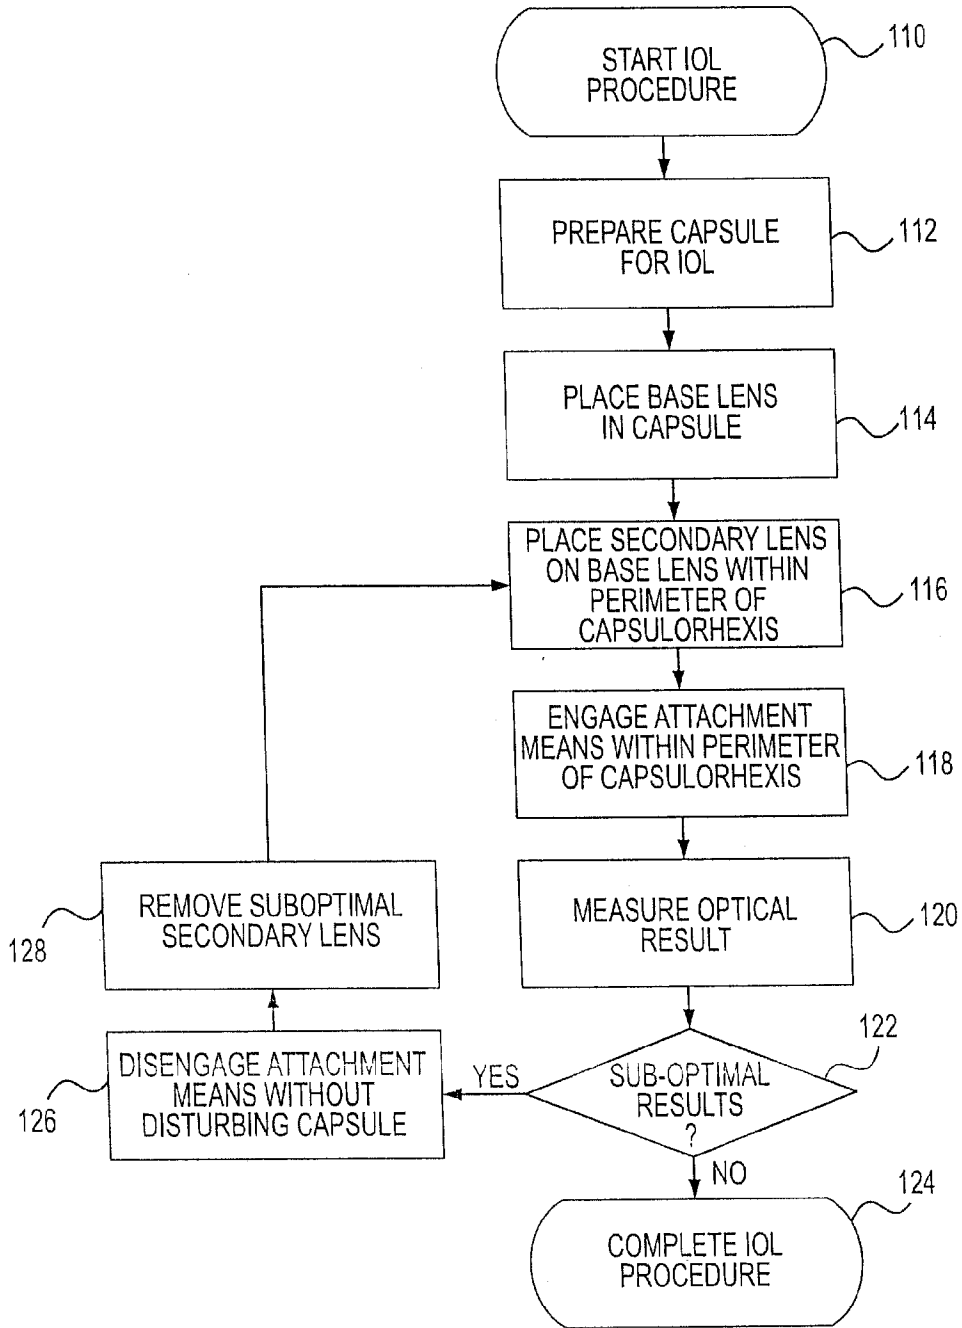 START IOL
PROCEDURE
110
PREPARE CAPSULE
FOR IOL
112
PLACE BASE LENS
IN CAPSULE
114
PLACE SECONDARY LENS
ON BASE LENS WITHIN
PERIMETER OF
CAPSULORHEXIS
116
ENGAGE ATTACHMENT
MEANS WITHIN PERIMETER
OF CAPSULORHEXIS
118
MEASURE OPTICAL
RESULT
120
SUB-OPTIMAL
RESULTS
?
122
YES
NO
DISENGAGE ATTACHMENT
MEANS WITHOUT
DISTURBING CAPSULE
126
REMOVE SUBOPTIMAL
SECONDARY LENS
128
COMPLETE IOL
PROCEDURE
124